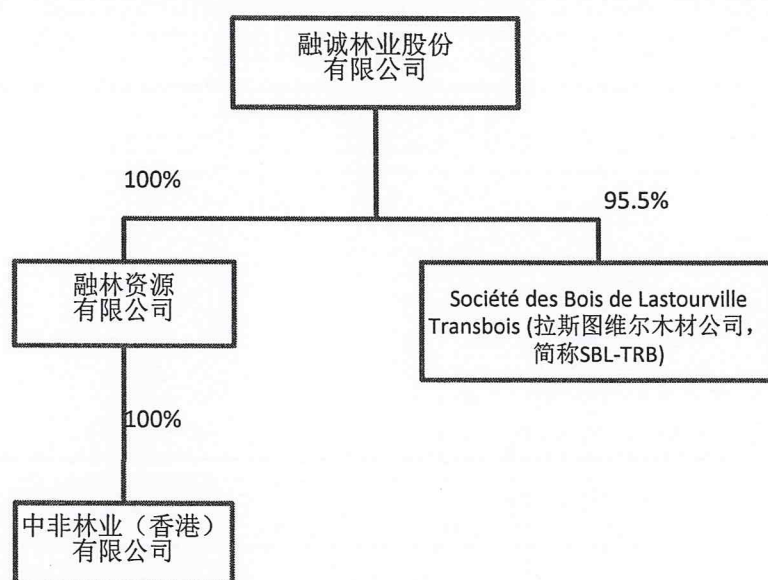 融诚林业股份
有限公司
100%
95.5%
融林资源
有限公司
Société des Bois de Lastourville
Transbois (拉斯图维尔木材公司，
简称SBL-TRB)
100%
中非林业（香港）
有限公司